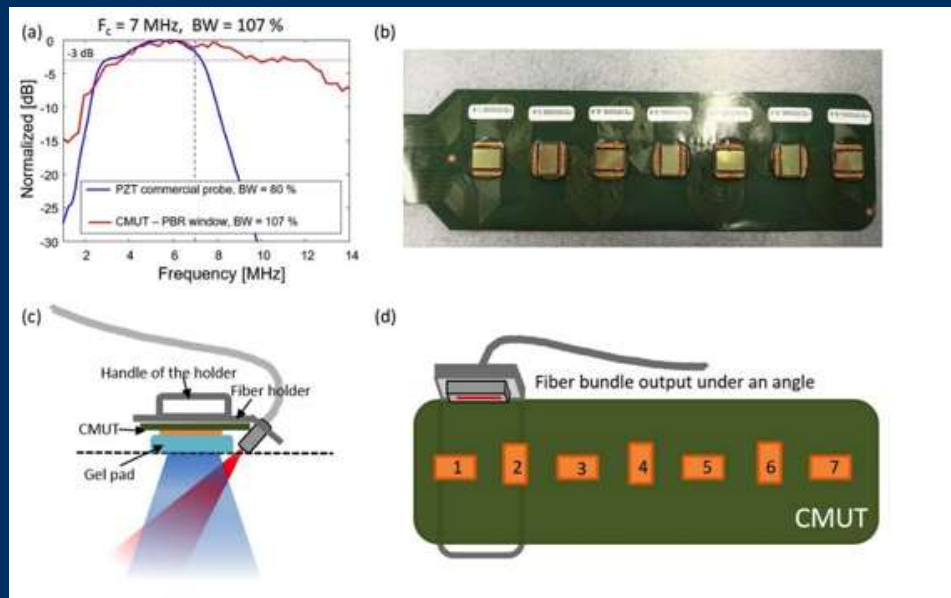 (a)
F_c = 7 MHz, BW = 107 %
0
-3 dB
-5
-10
-15
-20
-25
-30
Normalized [dB]
PZT commercial probe, BW = 80 %
CMUT – PBR window, BW = 107 %
2 4 6 8 10 12 14
Frequency [MHz]
(b)
(c)
Handle of the holder
Fiber holder
CMUT
Gel pad
(d)
Fiber bundle output under an angle
1 2 3 4 5 6 7
CMUT